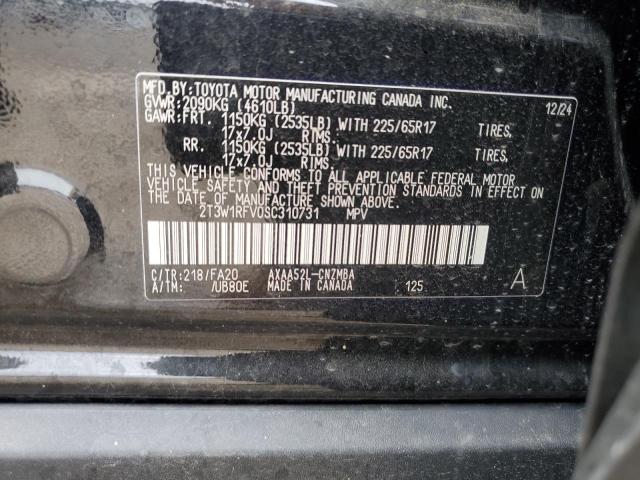 MFD.BY:TOYOTA MOTOR MANUFACTURING CANADA INC.
GVWR:2090KG (4610LB) 12/24
GAWR:FRT. 1150KG (2535LB) WITH 225/65R17 TIRES,
17x7.0J RIMS.
RR. 1150KG (2535LB) WITH 225/65R17 TIRES,
17x7.0J RIMS.
THIS VEHICLE CONFORMS TO ALL APPLICABLE FEDERAL MOTOR
VEHICLE SAFETY AND THEFT PREVENTION STANDARDS IN EFFECT ON
THE DATE OF MANUFACTURE SHOWN ABOVE.
2T3W1RFV0SC310731 MPV
C/TR:218/FA20 AXAA52L-CNZMBA
A/TM: /UB80E MADE IN CANADA 125 A